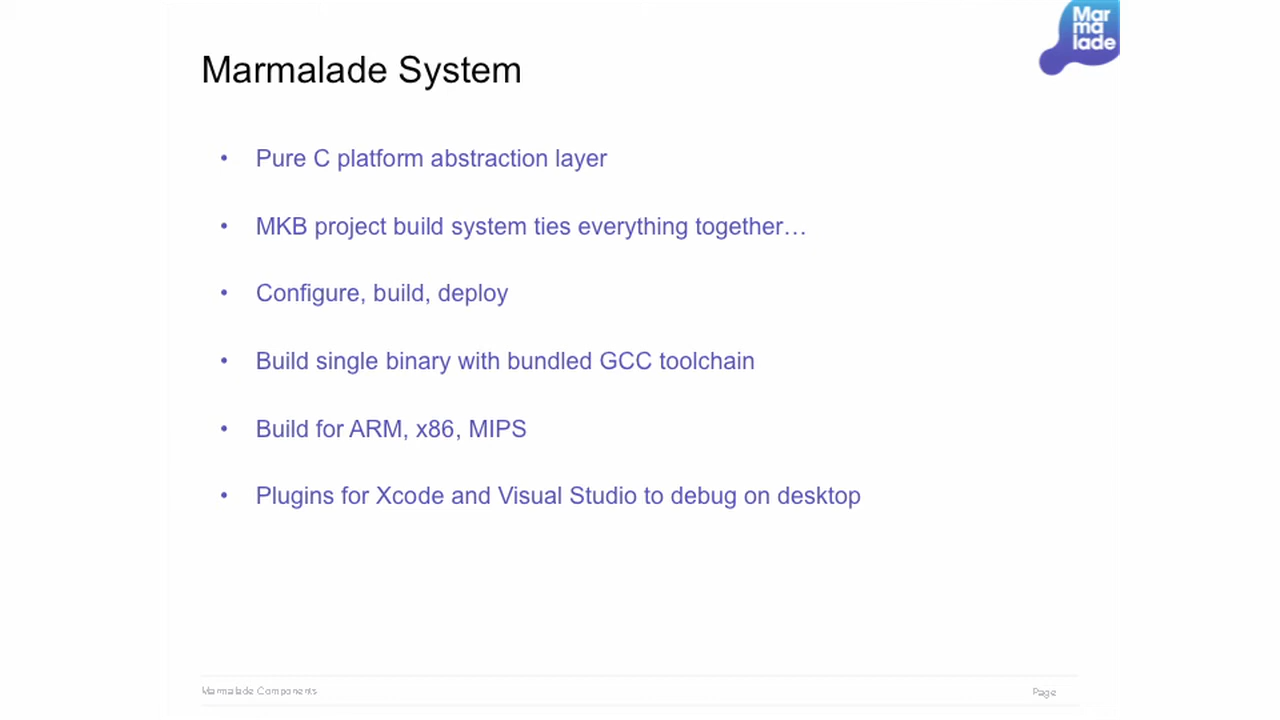 Mar
ma
lade
Marmalade System
• Pure C platform abstraction layer
• MKB project build system ties everything together…
• Configure, build, deploy
• Build single binary with bundled GCC toolchain
• Build for ARM, x86, MIPS
• Plugins for Xcode and Visual Studio to debug on desktop
Marmalade Components
Page